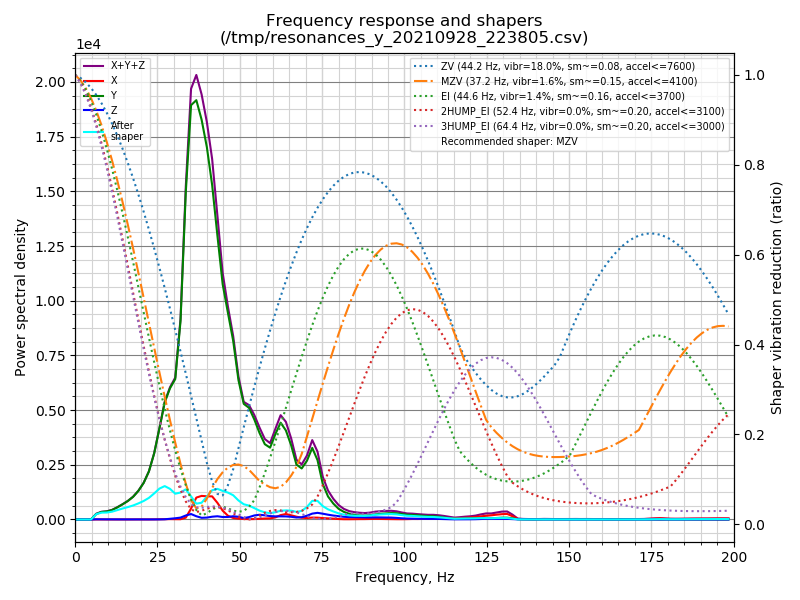 Frequency response and shapers
(/tmp/resonances_y_20210928_223805.csv)
1e4
X+Y+Z
X
Y
Z
After
shaper
ZV (44.2 Hz, vibr=18.0%, sm~=0.08, accel<=7600)
MZV (37.2 Hz, vibr=1.6%, sm~=0.15, accel<=4100)
EI (44.6 Hz, vibr=1.4%, sm~=0.16, accel<=3700)
2HUMP_EI (52.4 Hz, vibr=0.0%, sm~=0.20, accel<=3100)
3HUMP_EI (64.4 Hz, vibr=0.0%, sm~=0.20, accel<=3000)
Recommended shaper: MZV
Power spectral density
2.00
1.75
1.50
1.25
1.00
0.75
0.50
0.25
0.00
1.0
0.8
0.6
0.4
0.2
0.0
Shaper vibration reduction (ratio)
0 25 50 75 100 125 150 175 200
Frequency, Hz